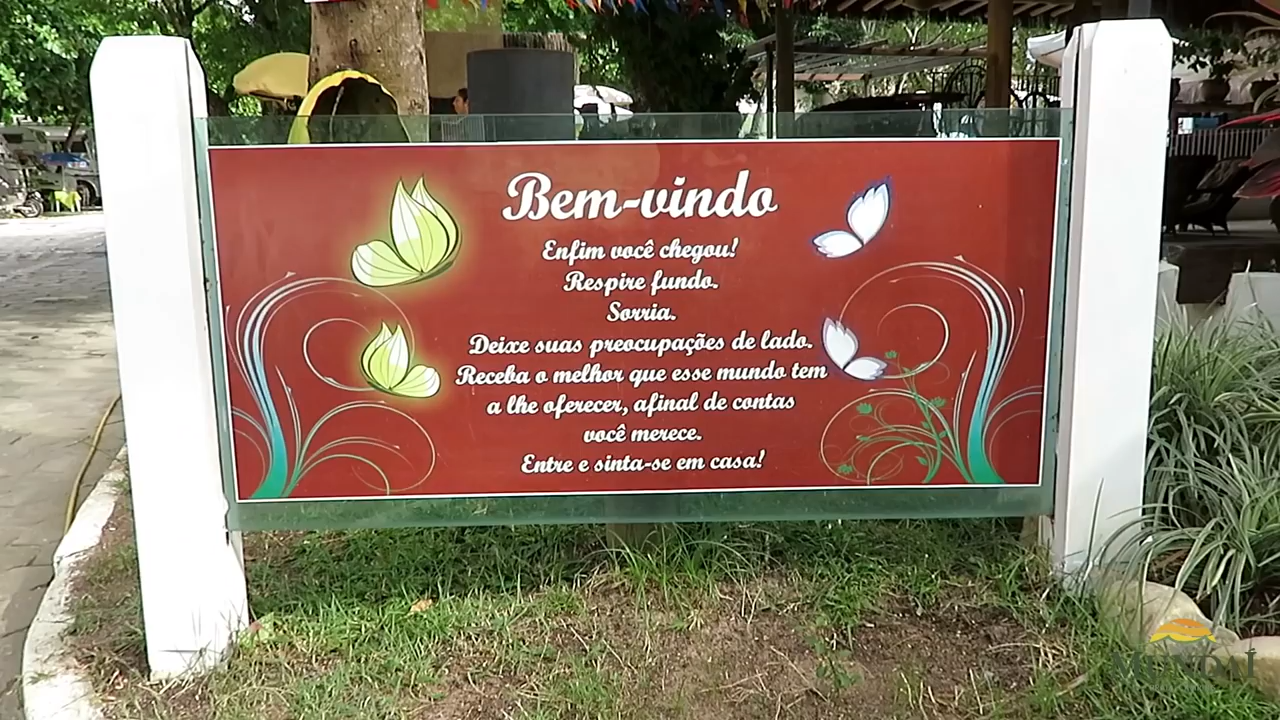 Bem-vindo
Enfim você chegou!
Respire fundo.
Sorria.
Deixe suas preocupações de lado.
Receba o melhor que esse mundo tem
a lhe oferecer, afinal de contas
você merece.
Entre e sinta-se em casa!
MUNDAÍ